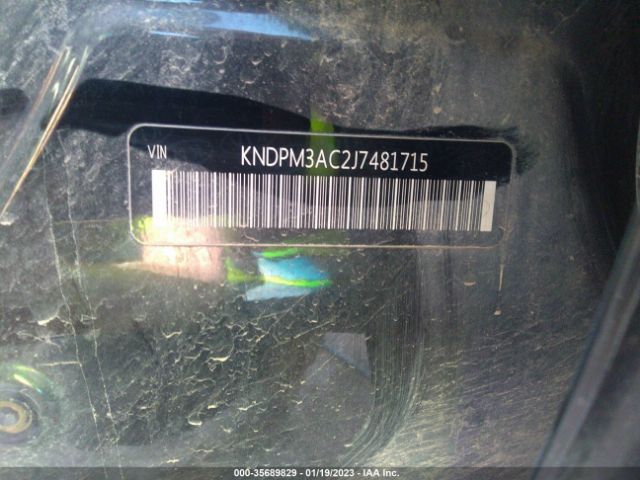 VIN KNDPM3AC2J7481715
000-35689829 - 01/19/2023 - IAA Inc.